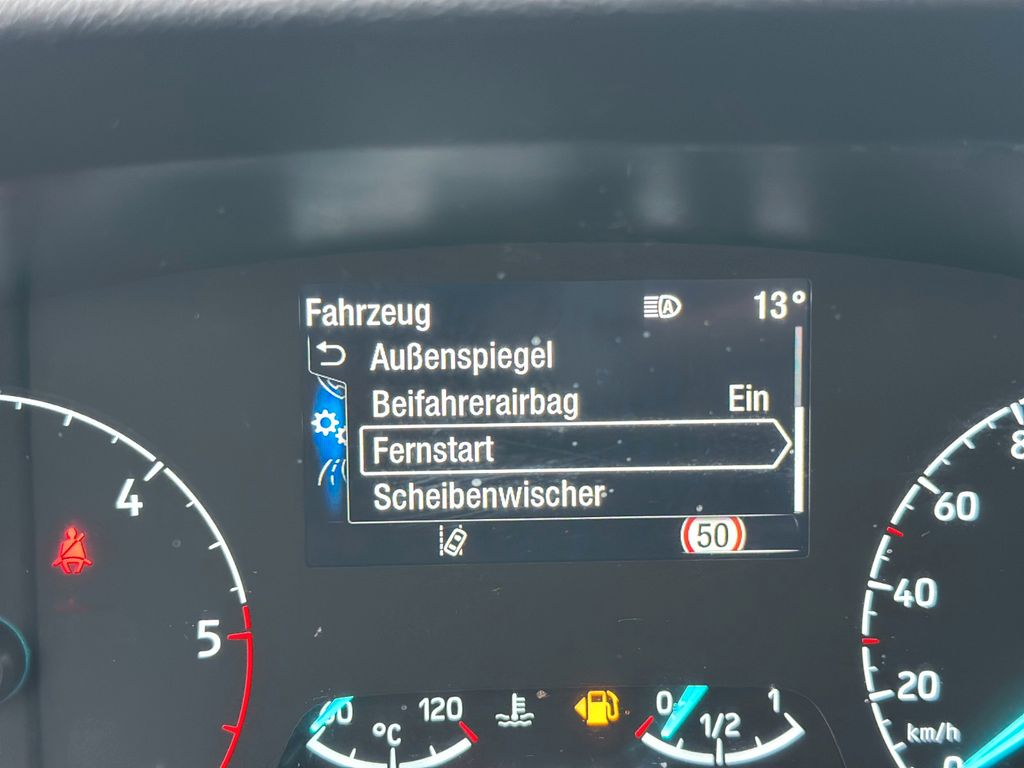 Fahrzeug A 13°
Außenspiegel
Beifahrerairbag Ein
Fernstart
Scheibenwischer
50
4
5
120
°C
0
1/2
1
60
40
20
km/h
0